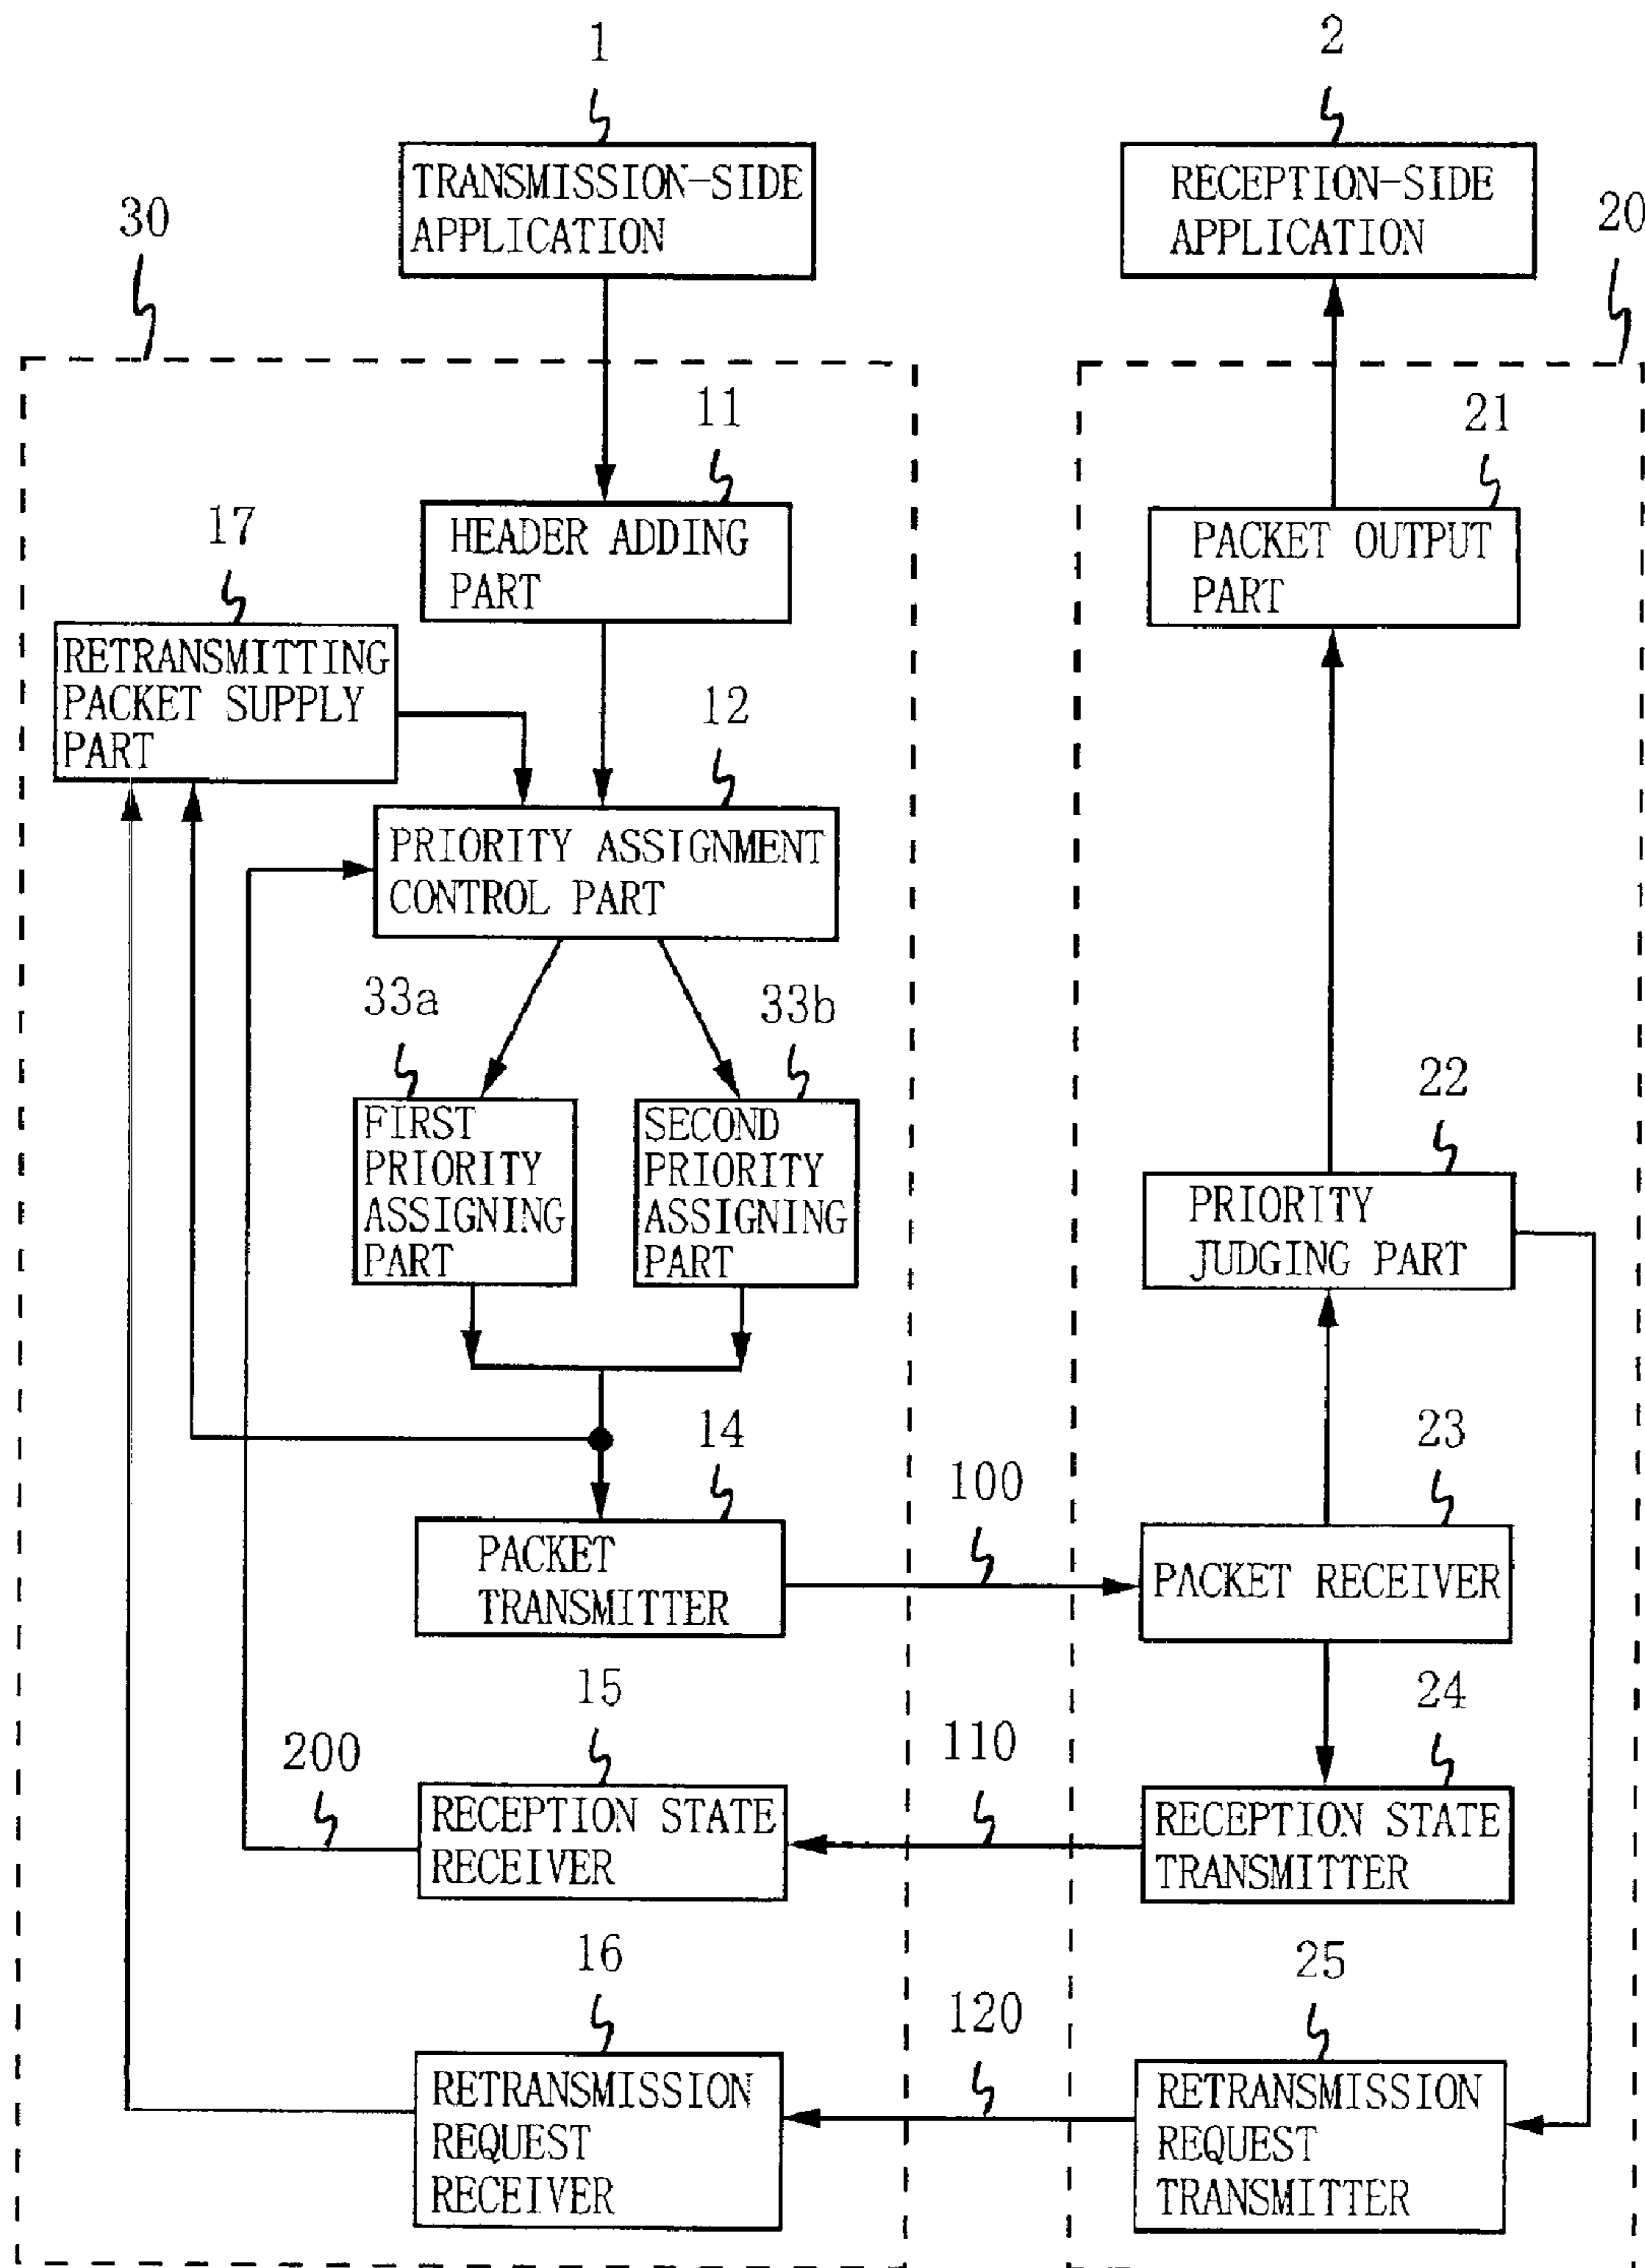 1
2
TRANSMISSION-SIDE
APPLICATION
RECEPTION-SIDE
APPLICATION
30
20
11
21
HEADER ADDING
PART
PACKET OUTPUT
PART
17
RETRANSMITTING
PACKET SUPPLY
PART
12
PRIORITY ASSIGNMENT
CONTROL PART
33a
33b
FIRST
PRIORITY
ASSIGNING
PART
SECOND
PRIORITY
ASSIGNING
PART
22
PRIORITY
JUDGING PART
14
100
23
PACKET
TRANSMITTER
PACKET RECEIVER
15
110
24
200
RECEPTION STATE
RECEIVER
RECEPTION STATE
TRANSMITTER
16
120
25
RETRANSMISSION
REQUEST
RECEIVER
RETRANSMISSION
REQUEST
TRANSMITTER